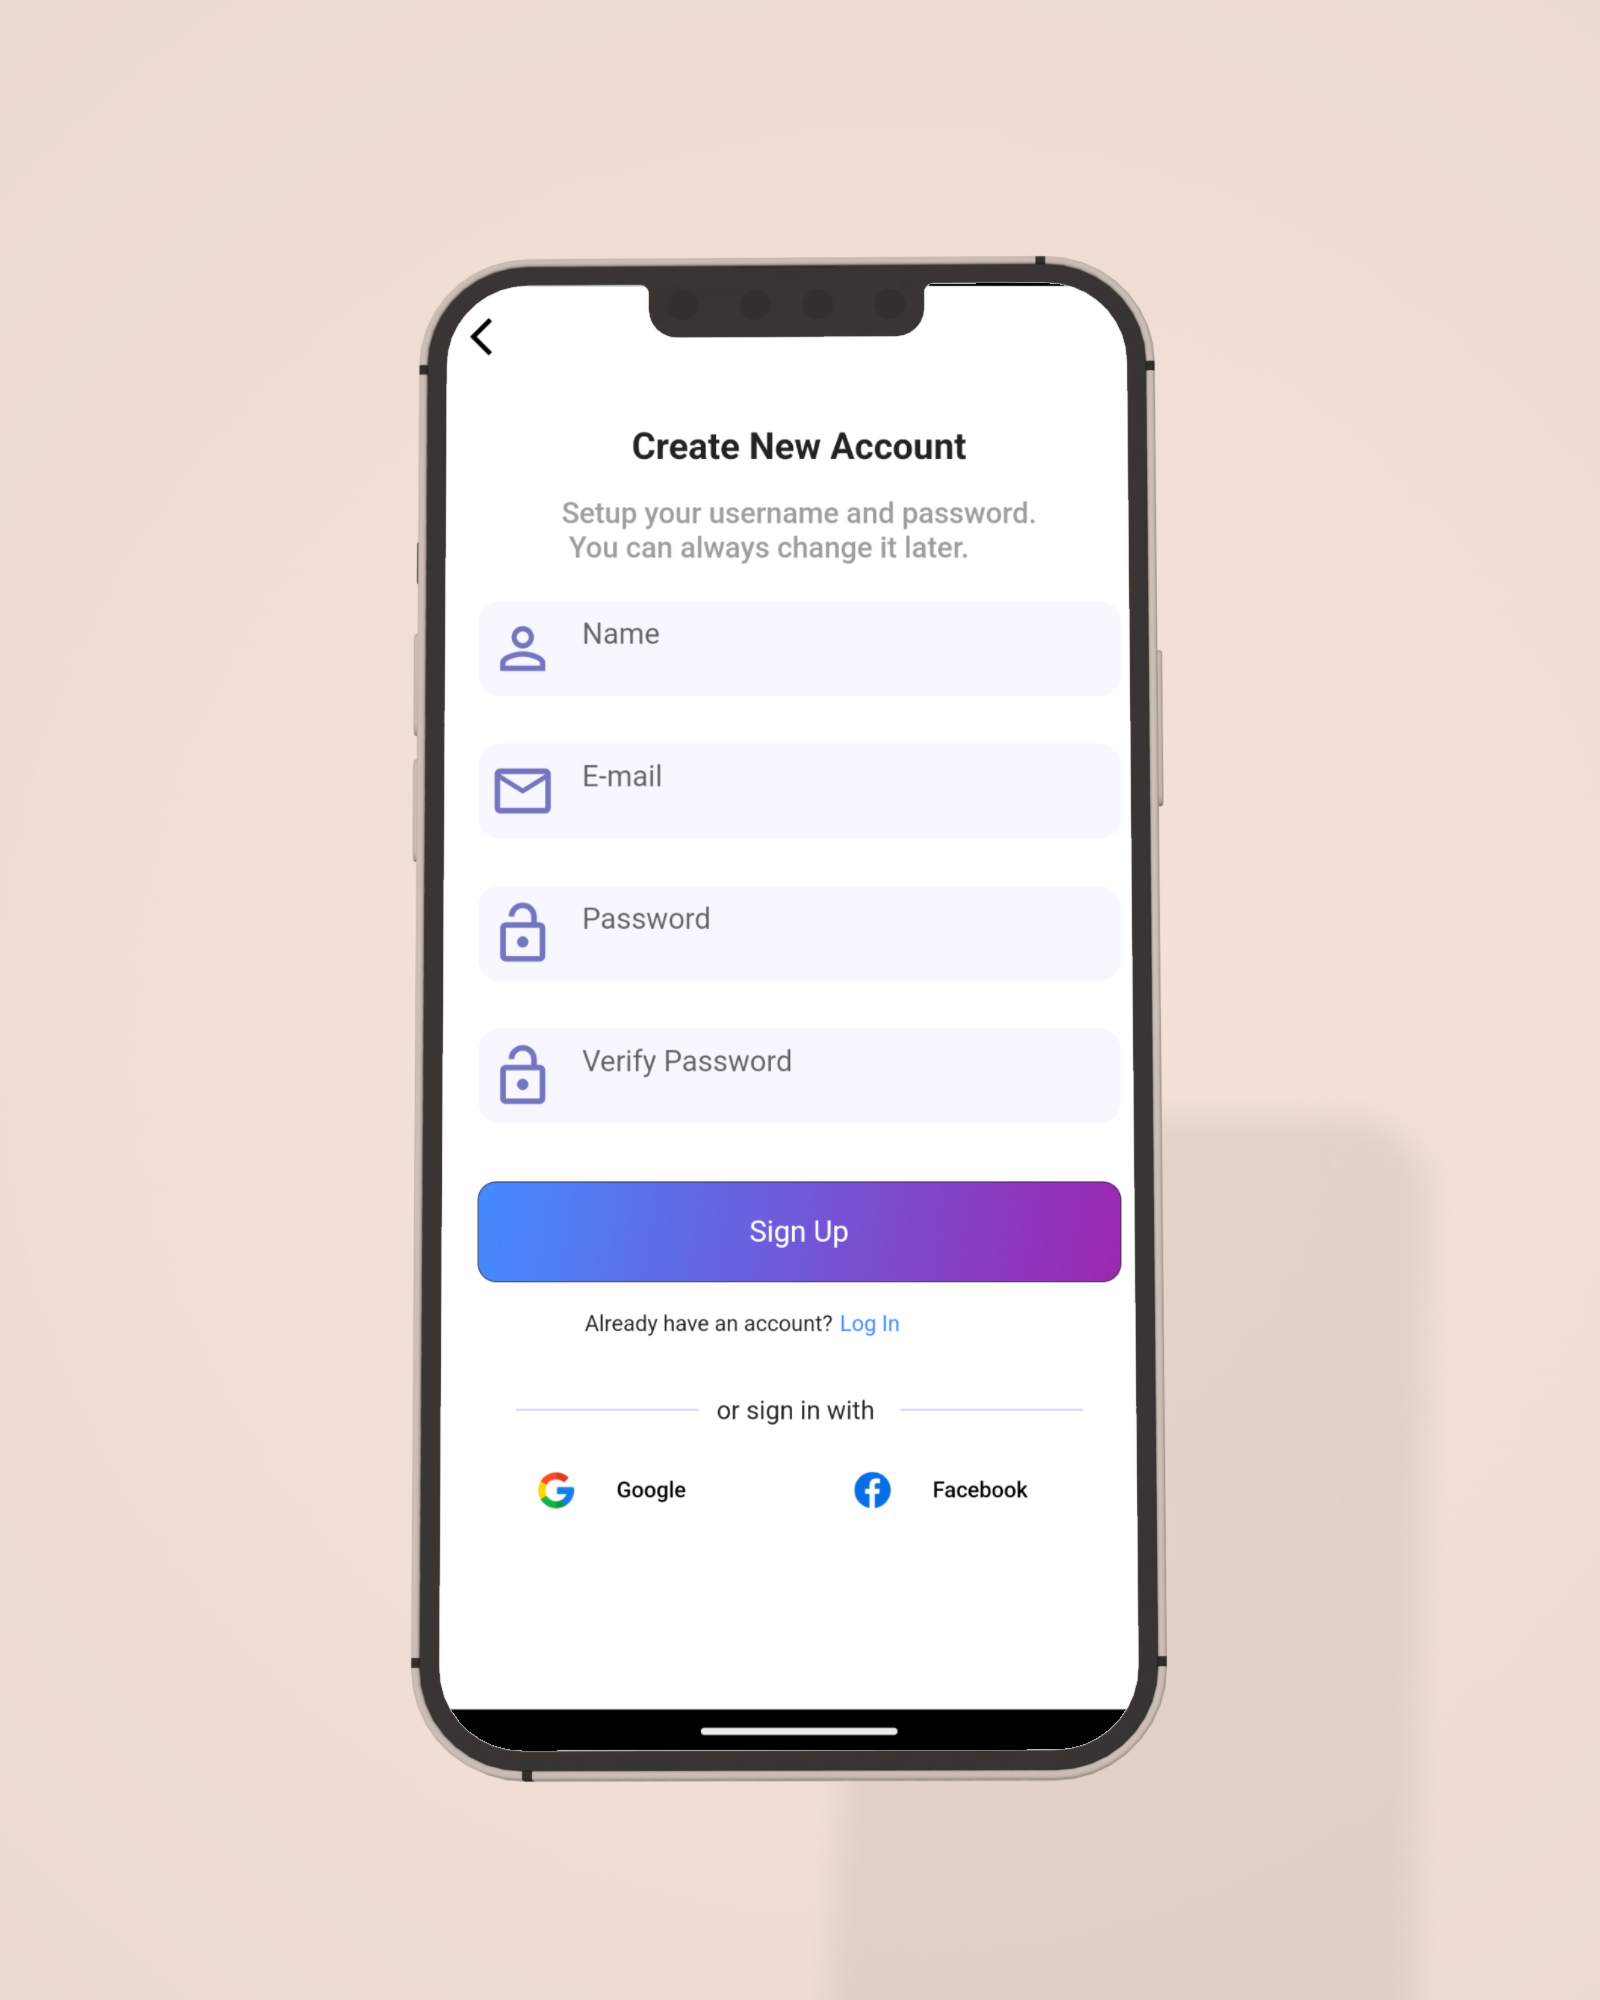 Create New Account
Setup your username and password.
You can always change it later.
Name
E-mail
Password
Verify Password
Sign Up
Already have an account? Log In
or sign in with
Google
Facebook